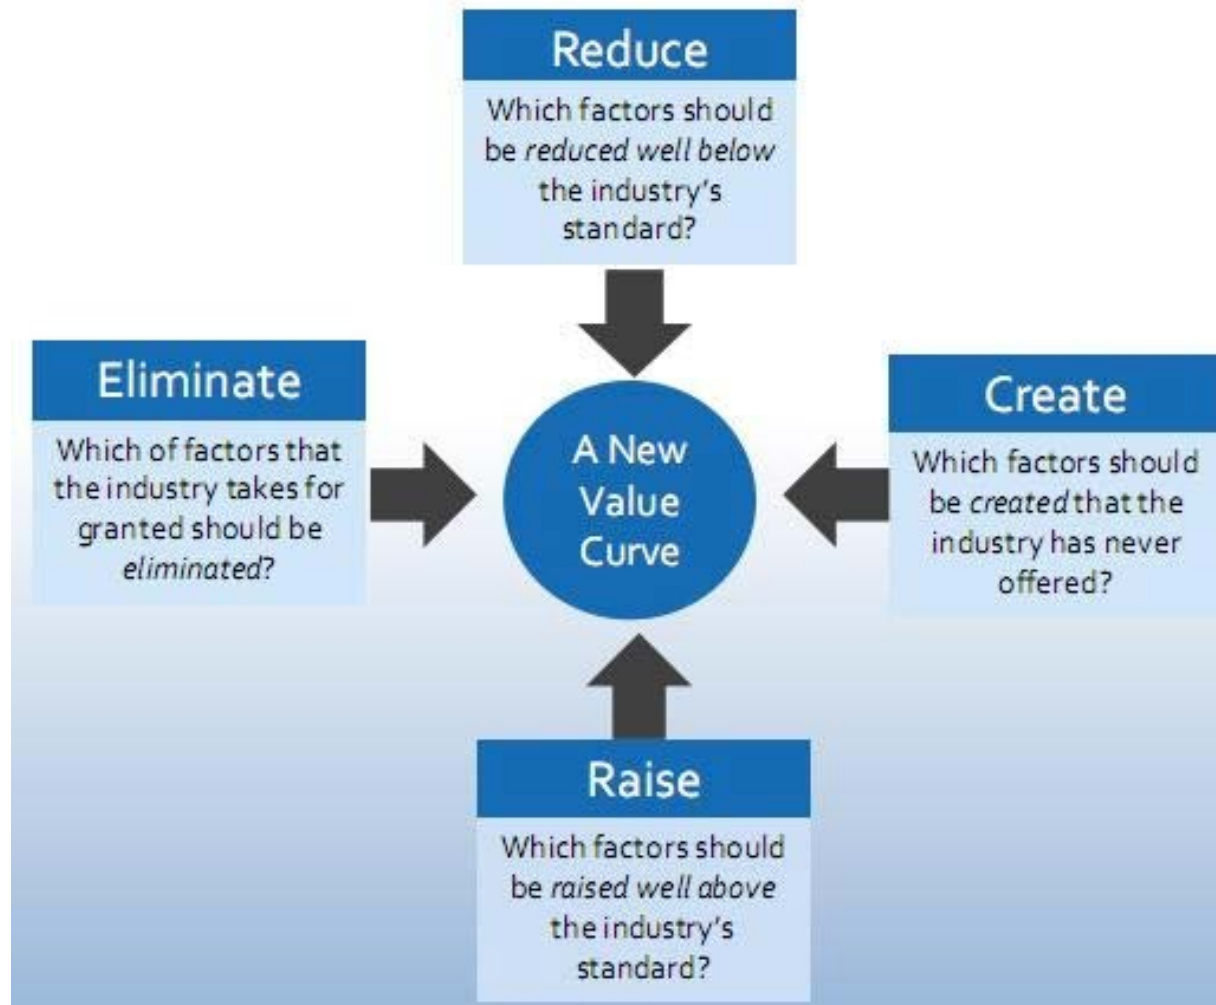 Reduce
Which factors should
be reduced well below
the industry's
standard?
Eliminate
Which of factors that
the industry takes for
granted should be
eliminated?
A New
Value
Curve
Create
Which factors should
be created that the
industry has never
offered?
Raise
Which factors should
be raised well above
the industry's
standard?